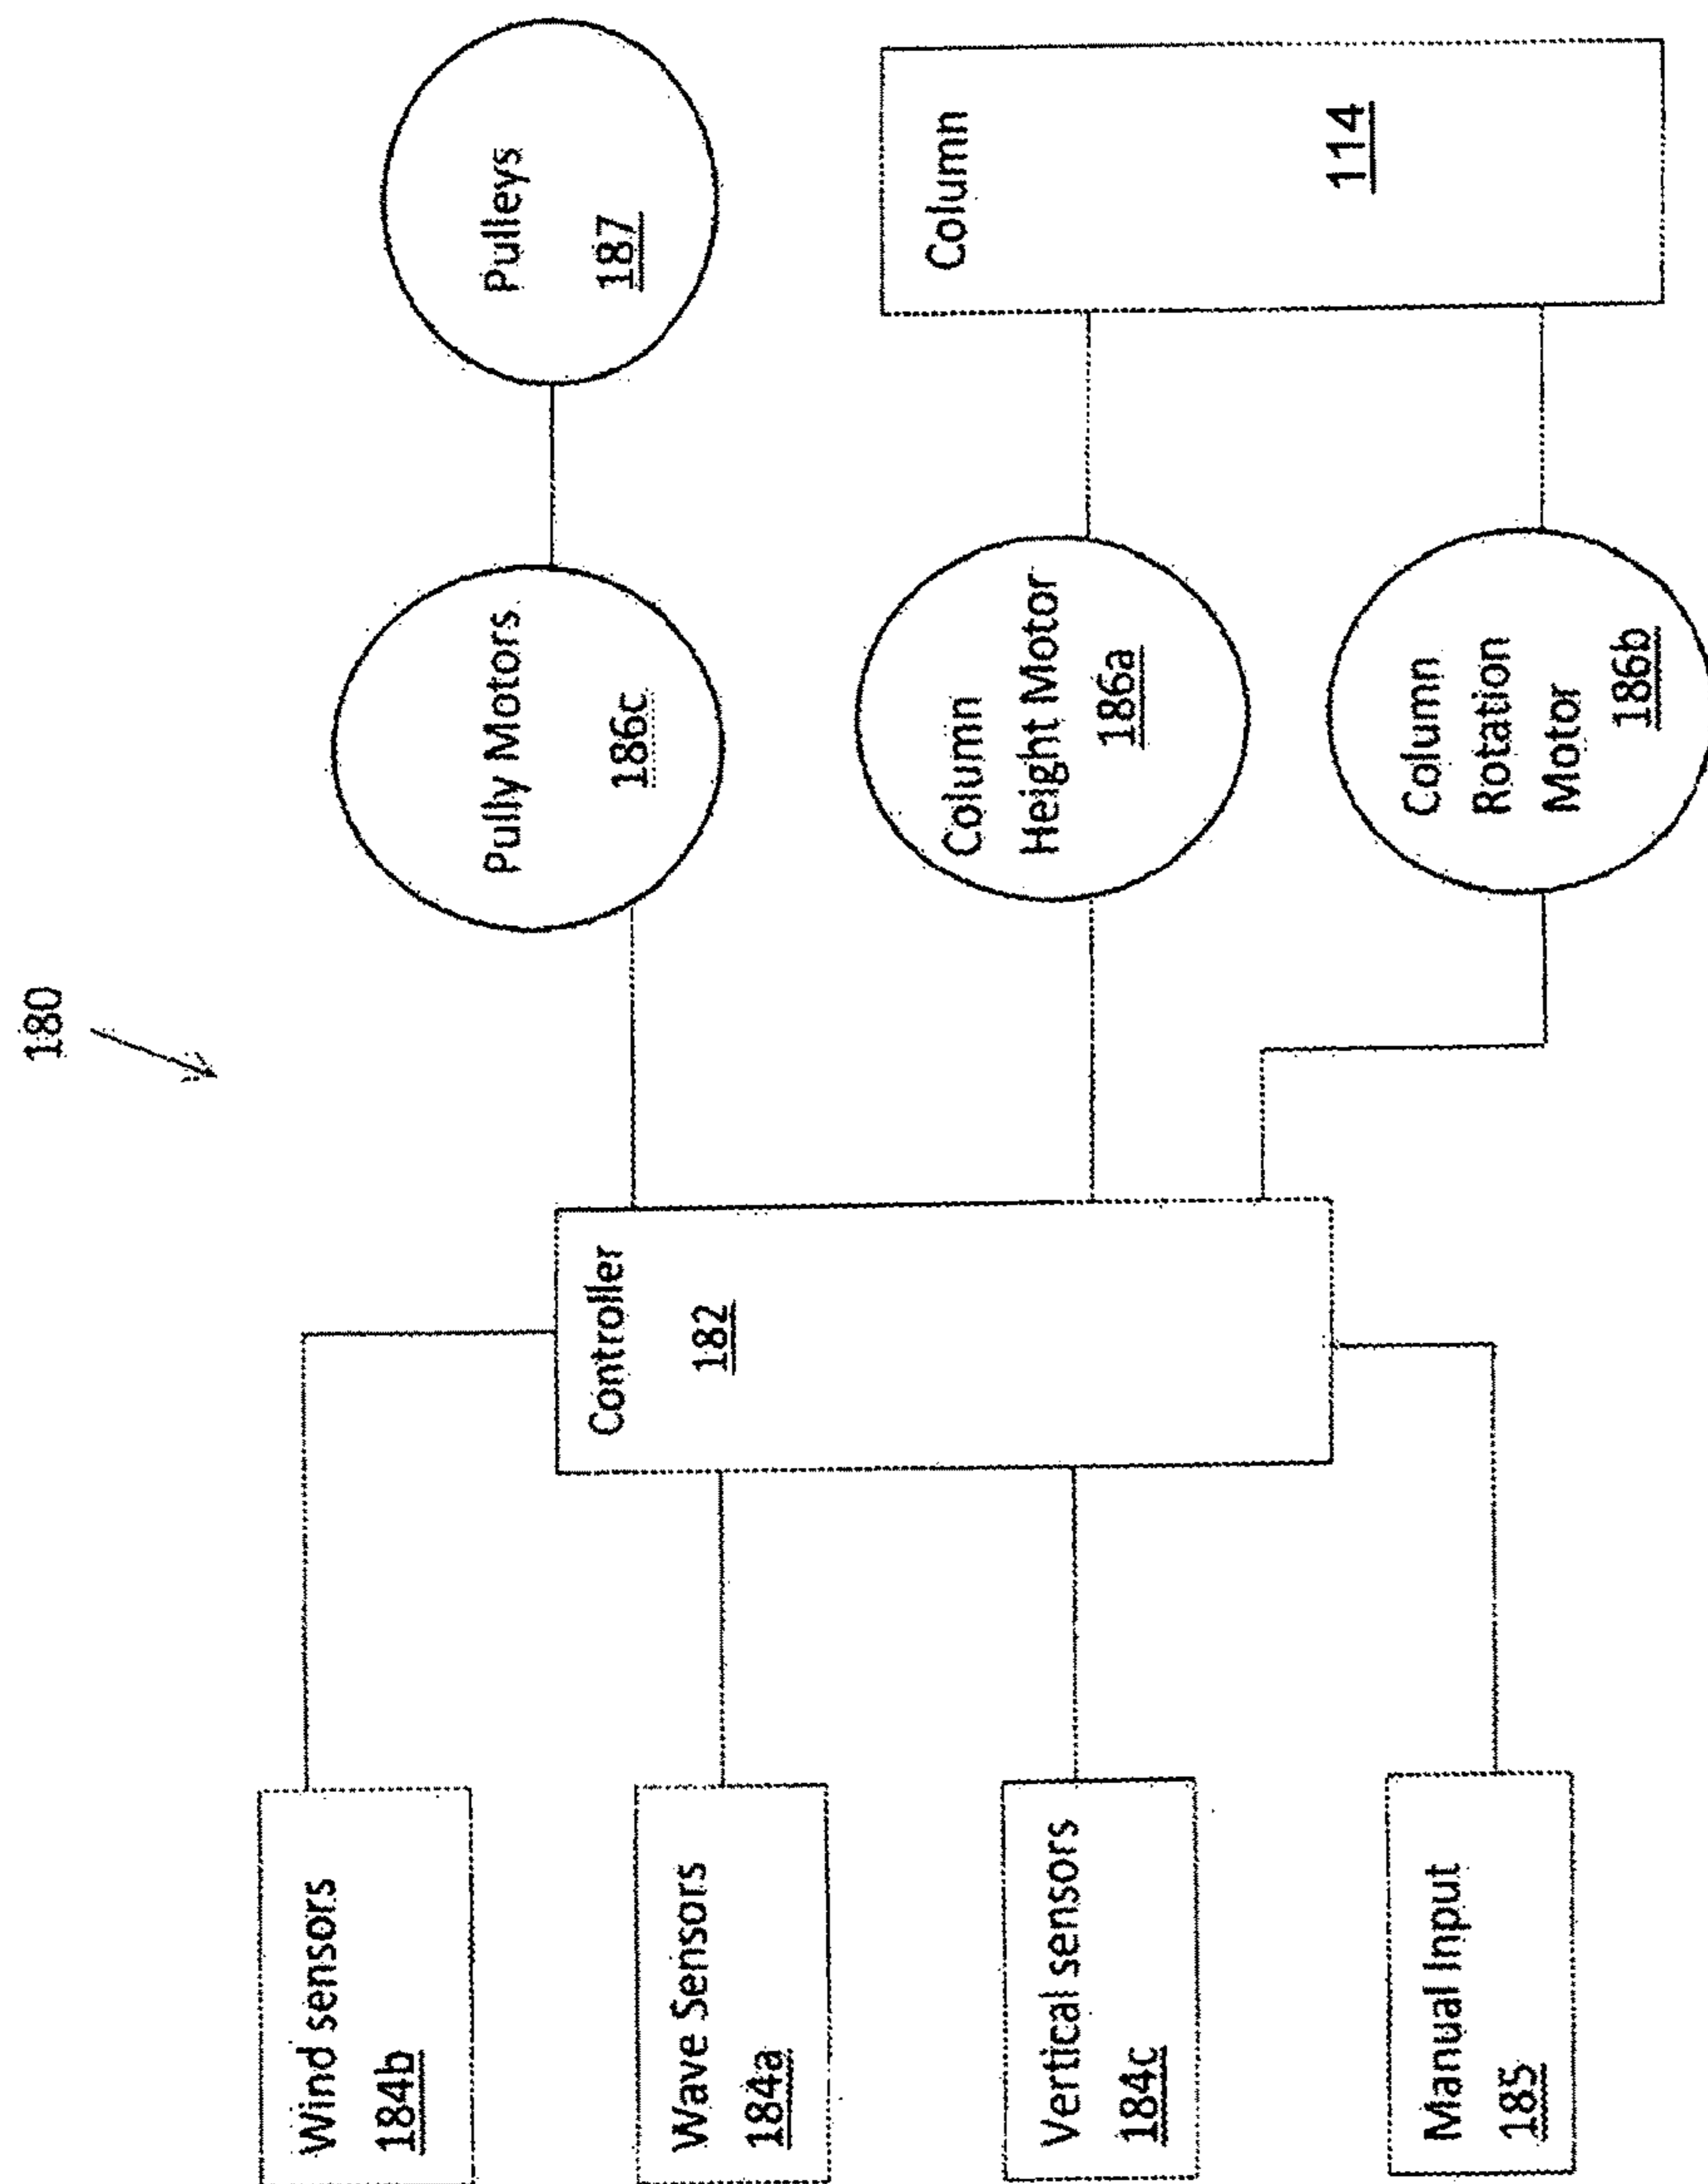 180
Wind sensors
184b
Wave Sensors
184a
Vertical sensors
184c
Manual Input
185
Controller
182
Pully Motors
186c
Column
Height Motor
186a
Column
Rotation
Motor
186b
Pulleys
187
Column
114